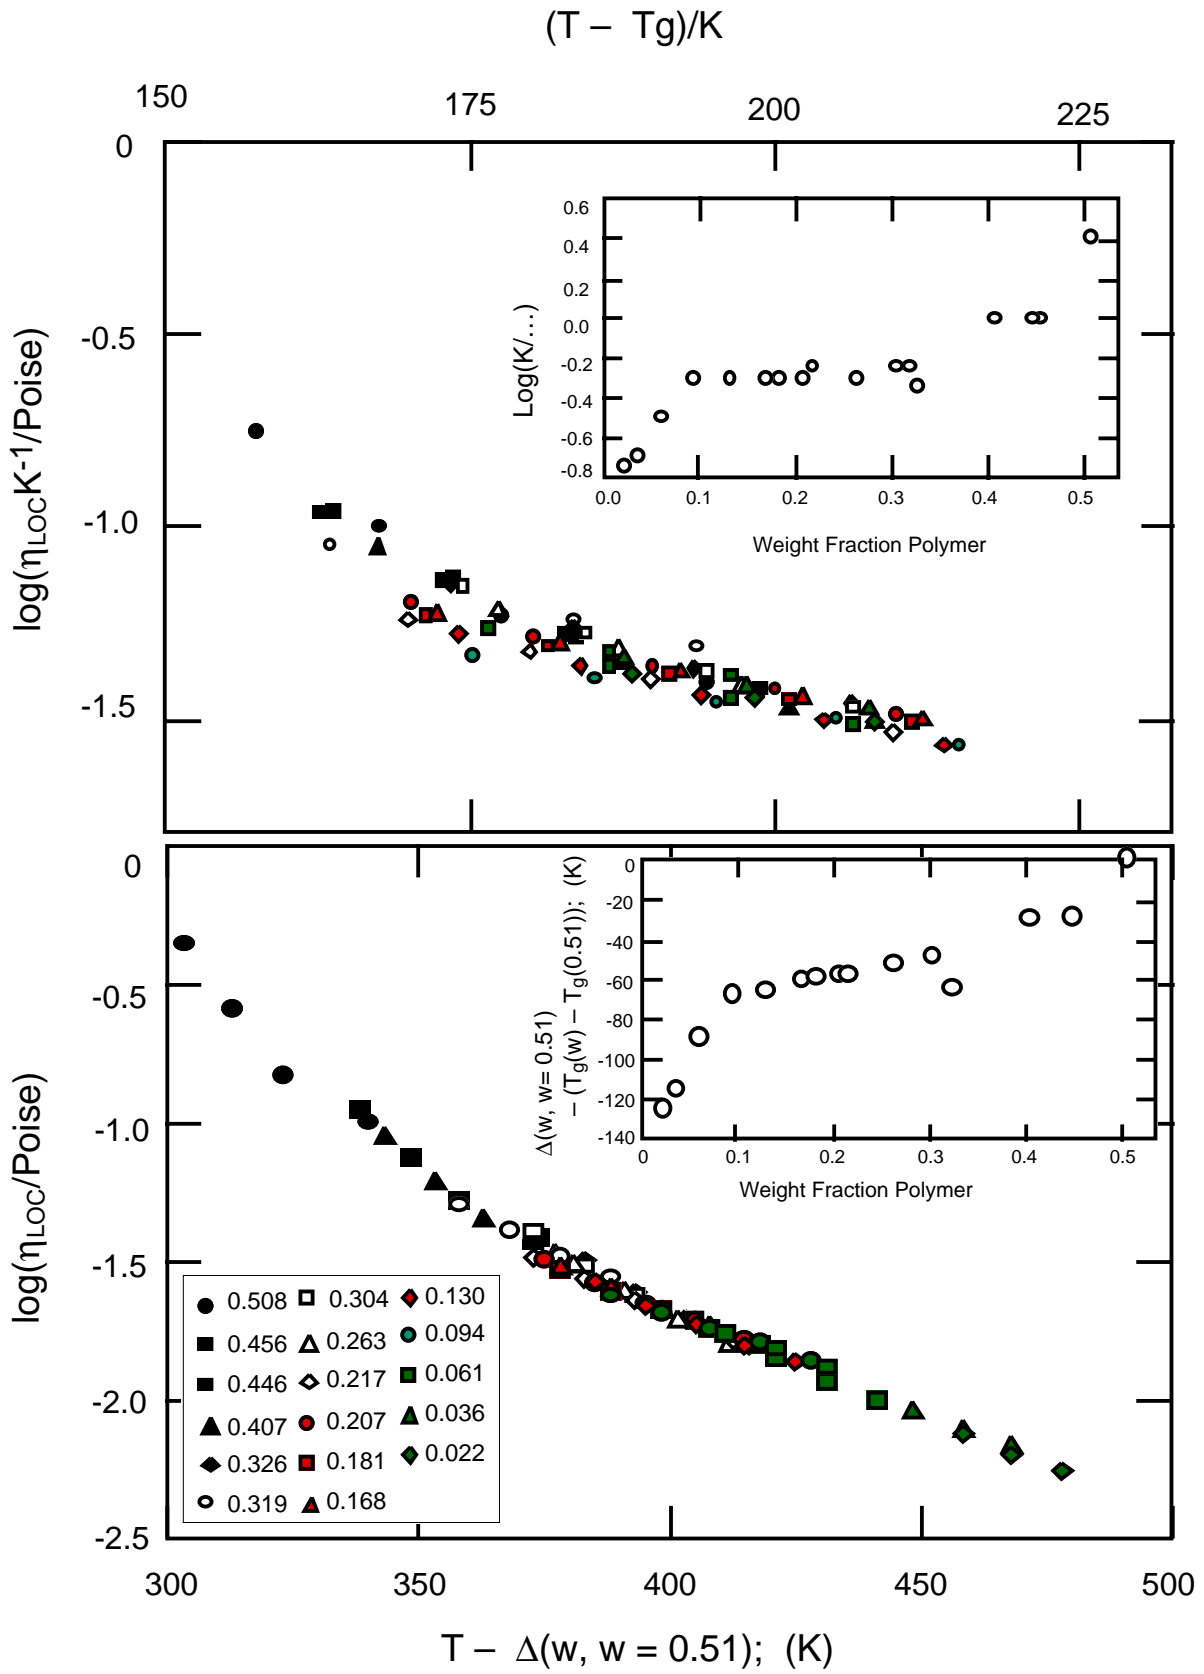 (T – Tg)/K
150 175 200 225
0
-0.5
-1.0
-1.5
log(ηLOCK-1/Poise)
0.6
0.4
0.2
0.0
-0.2
-0.4
-0.6
-0.8
Log(K/…)
0.0 0.1 0.2 0.3 0.4 0.5
Weight Fraction Polymer
0
-0.5
-1.0
-1.5
-2.0
-2.5
log(ηLOC/Poise)
0
-20
-40
-60
-80
-100
-120
-140
Δ(w, w= 0.51)
– (Tg(w) – Tg(0.51)); (K)
0 0.1 0.2 0.3 0.4 0.5
Weight Fraction Polymer
0.508 0.304 0.130
0.456 0.263 0.094
0.446 0.217 0.061
0.407 0.207 0.036
0.326 0.181 0.022
0.319 0.168
300 350 400 450 500
T – Δ(w, w = 0.51); (K)